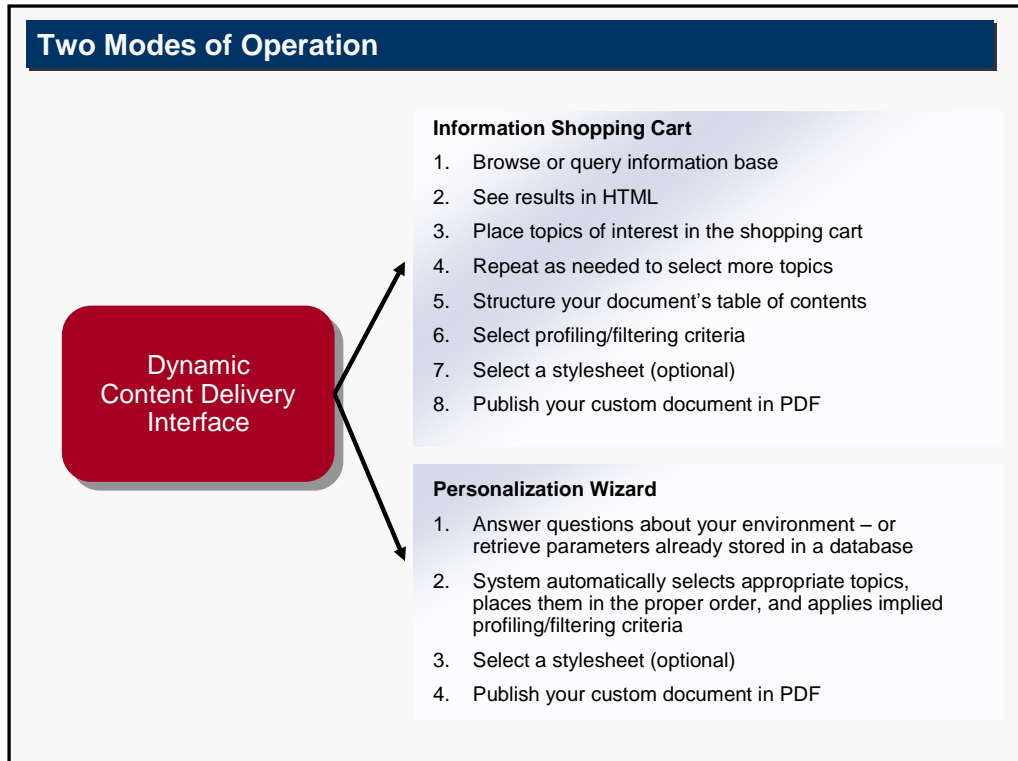 Two Modes of Operation
Information Shopping Cart
1. Browse or query information base
2. See results in HTML
3. Place topics of interest in the shopping cart
4. Repeat as needed to select more topics
5. Structure your document’s table of contents
6. Select profiling/filtering criteria
7. Select a stylesheet (optional)
8. Publish your custom document in PDF
Dynamic
Content Delivery
Interface
Personalization Wizard
1. Answer questions about your environment – or
retrieve parameters already stored in a database
2. System automatically selects appropriate topics,
places them in the proper order, and applies implied
profiling/filtering criteria
3. Select a stylesheet (optional)
4. Publish your custom document in PDF